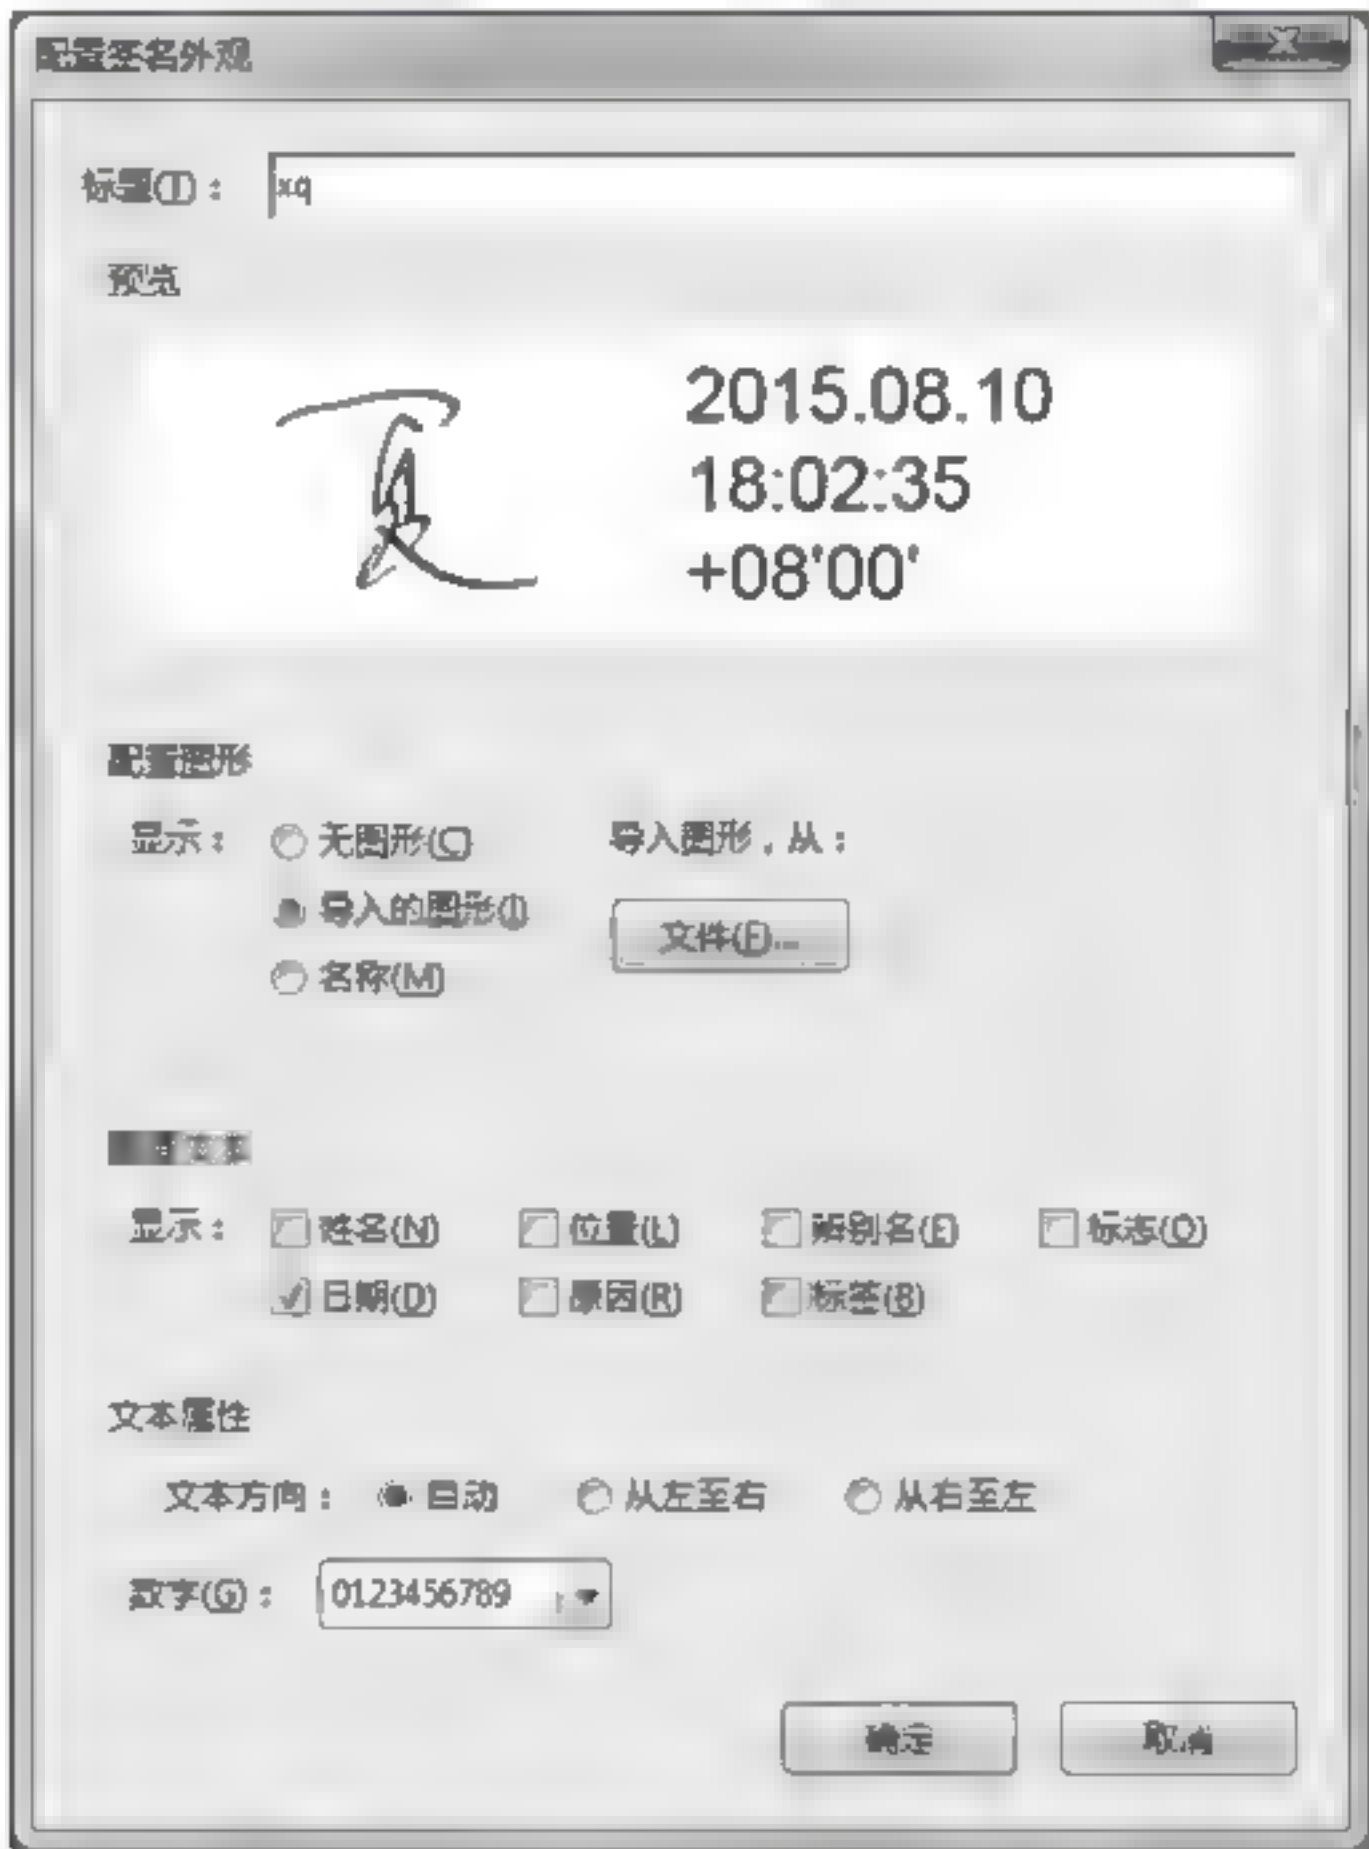 配置签名外观
标题(T)： xq
预览
夏 2015.08.10
18:02:35
+08'00'
配置图形
显示： 无图形(C) 导入图形，从：
导入的图形(I) 文件(F)...
名称(M)
显示： 姓名(N) 位置(L) 辨别名(E) 标志(O)
日期(D) 原因(R) 标签(B)
文本属性
文本方向： 自动 从左至右 从右至左
数字(G)： 0123456789
确定 取消